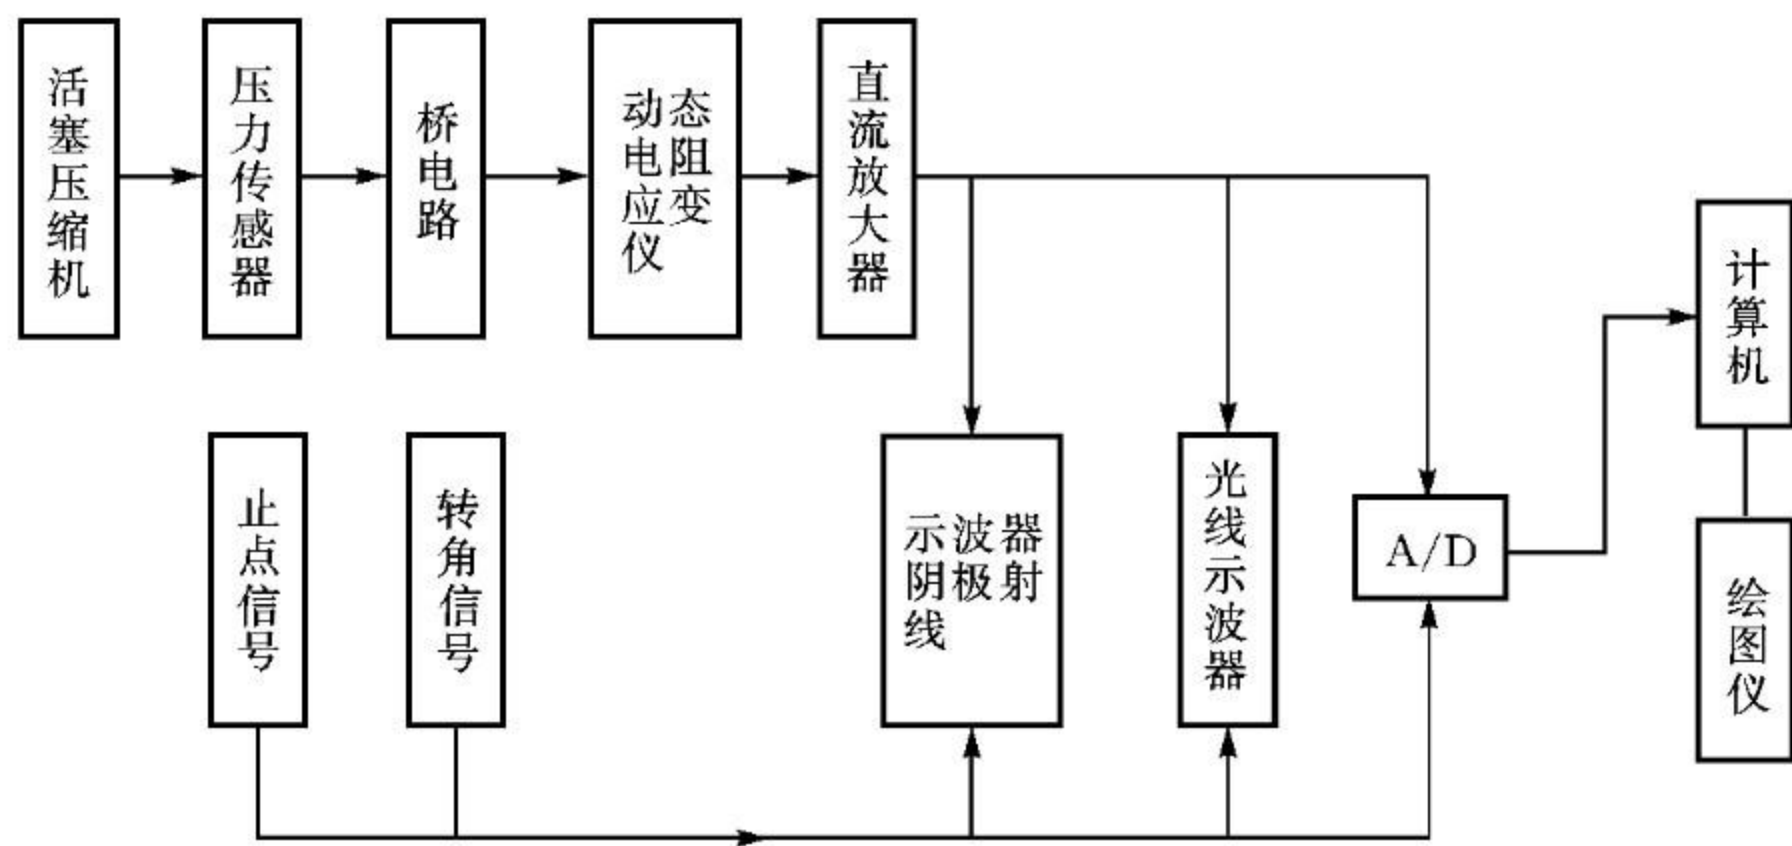 活塞压缩机
压力传感器
桥电路
动态
电阻
应变
仪
直流放大器
计算机
止点信号
转角信号
示波器
阴极射
线
光线示波器
A/D
绘图仪